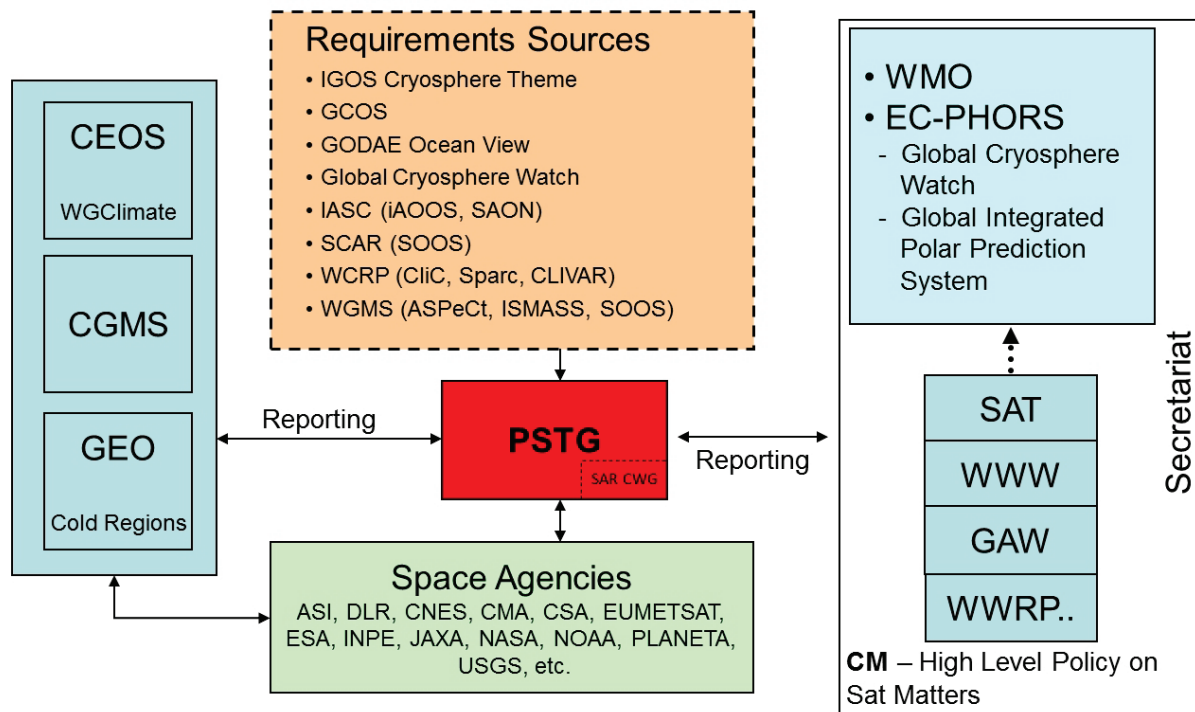 Requirements Sources
• IGOS Cryosphere Theme
• GCOS
• GODAE Ocean View
• Global Cryosphere Watch
• IASC (iAOOS, SAON)
• SCAR (SOOS)
• WCRP (CliC, Sparc, CLIVAR)
• WGMS (ASPeCt, ISMASS, SOOS)
CEOS
WGClimate
CGMS
GEO
Cold Regions
Reporting
PSTG
SAR CWG
Reporting
Space Agencies
ASI, DLR, CNES, CMA, CSA, EUMETSAT,
ESA, INPE, JAXA, NASA, NOAA, PLANETA,
USGS, etc.
• WMO
• EC-PHORS
- Global Cryosphere
Watch
- Global Integrated
Polar Prediction
System
SAT
WWW
GAW
WWRP..
Secretariat
CM – High Level Policy on
Sat Matters